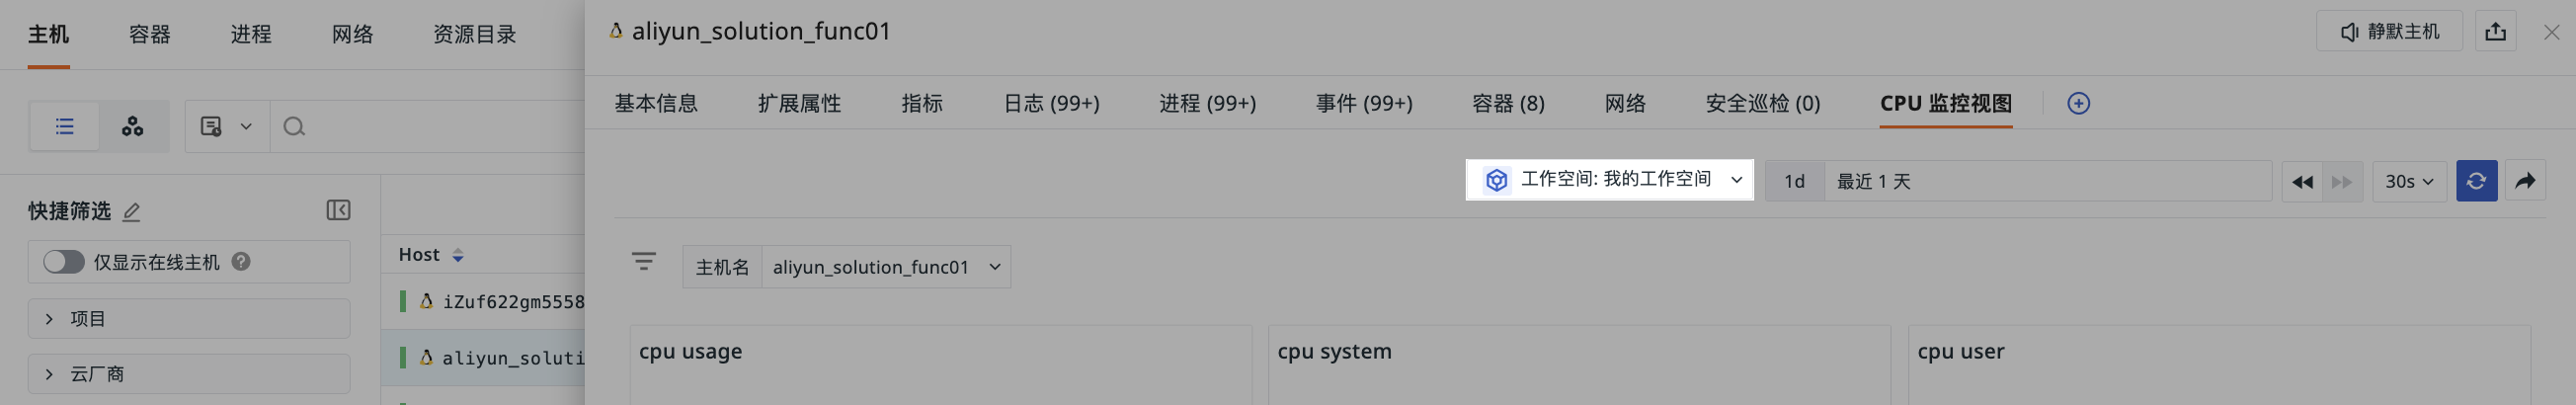 主机 容器 进程 网络 资源目录
aliyun_solution_func01
静默主机
基本信息 扩展属性 指标 日志 (99+) 进程 (99+) 事件 (99+) 容器 (8) 网络 安全巡检 (0) CPU 监控视图
工作空间: 我的工作空间
1d 最近 1 天
30s
快捷筛选
仅显示在线主机
项目
云厂商
Host
iZuf622gm5558
aliyun_soluti
主机名 aliyun_solution_func01
cpu usage
cpu system
cpu user